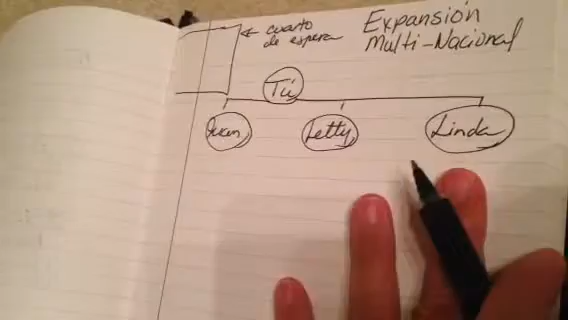 ← cuarto
de espera
Expansión
Multi-Nacional
Tú
Juan
Letty
Linda